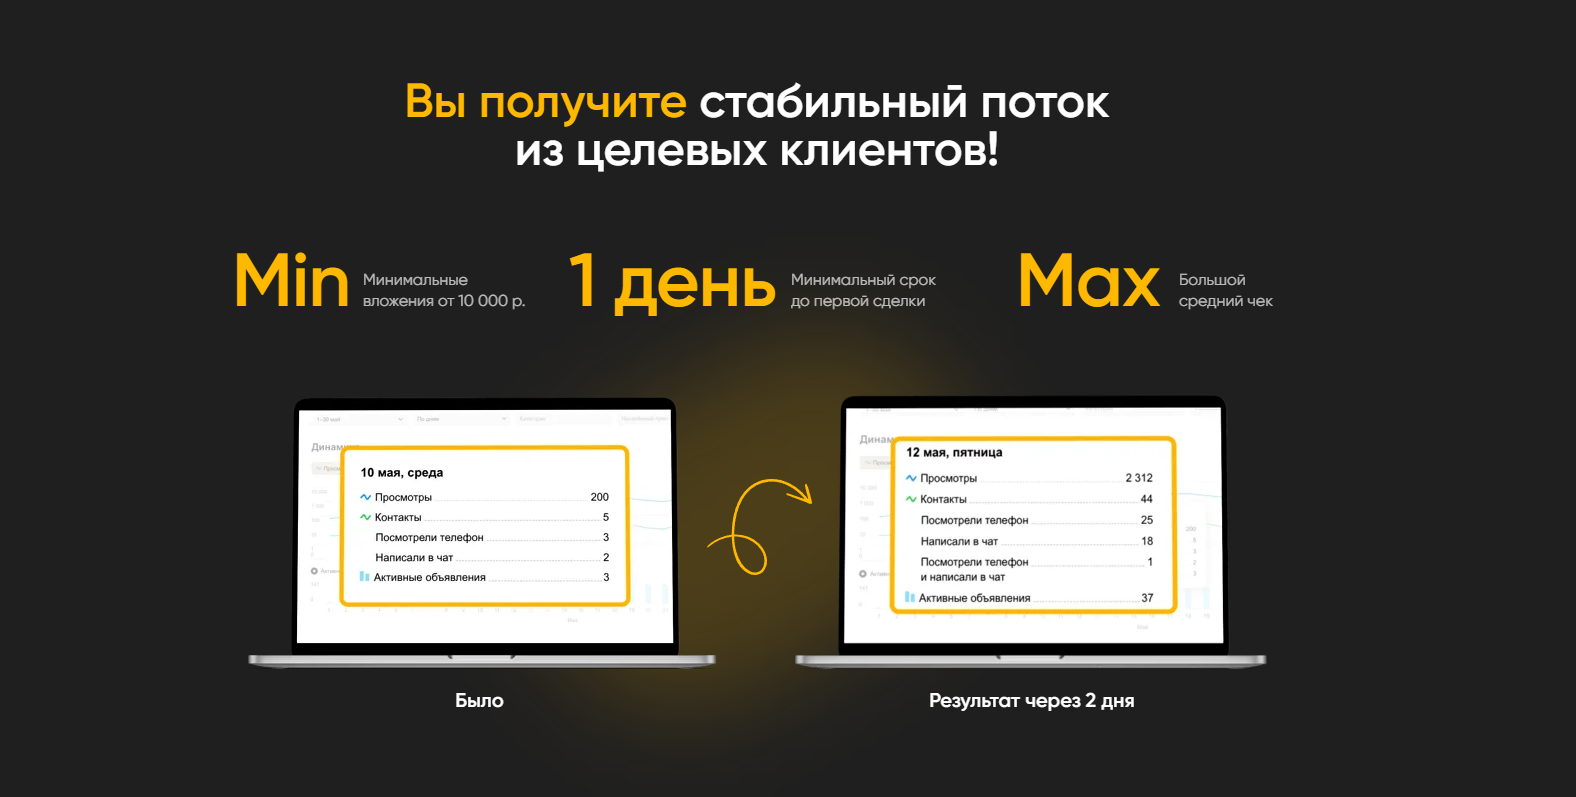 Вы получите стабильный поток
из целевых клиентов!
Min
Минимальные
вложения от 10 000 р.
1 день
Минимальный срок
до первой сделки
Max
Большой
средний чек
10 мая, среда
Просмотры 200
Контакты 5
Посмотрели телефон 3
Написали в чат 2
Активные объявления 3
Было
12 мая, пятница
Просмотры 2 312
Контакты 44
Посмотрели телефон 25
Написали в чат 18
Посмотрели телефон 1
и написали в чат
Активные объявления 37
Результат через 2 дня